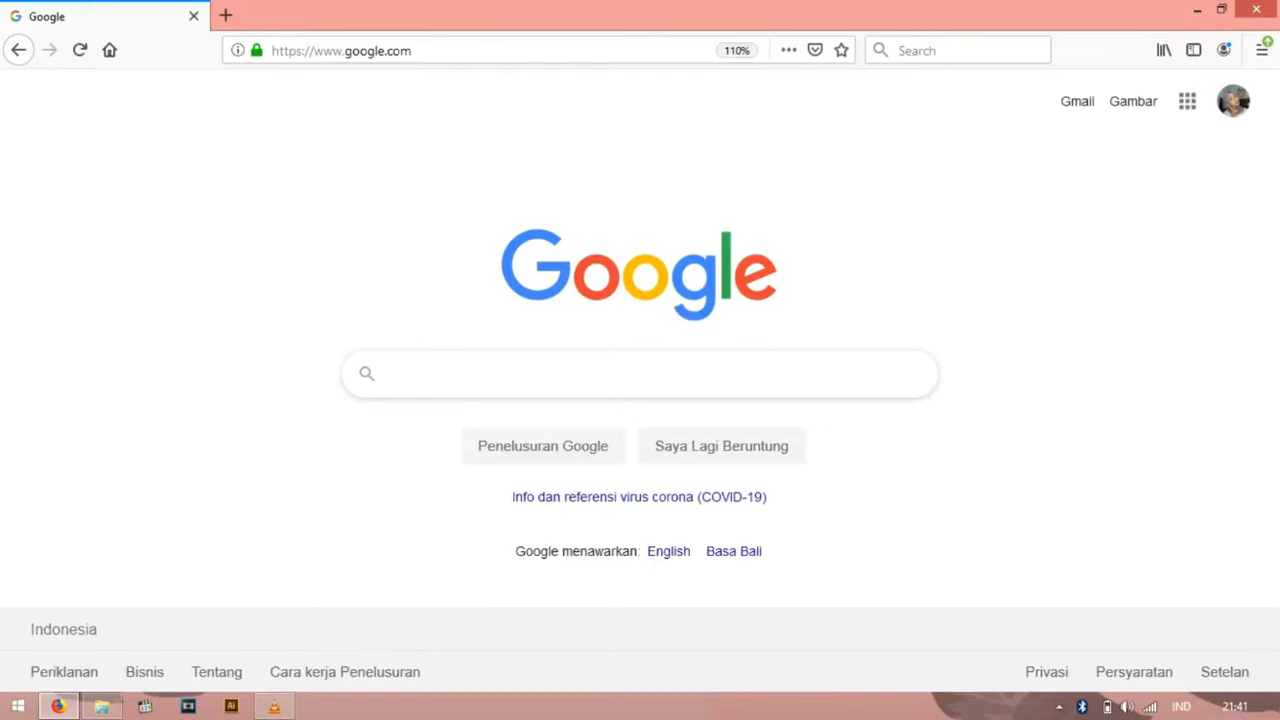 Google
https://www.google.com
110%
Search
Gmail Gambar
Google
Penelusuran Google
Saya Lagi Beruntung
Info dan referensi virus corona (COVID-19)
Google menawarkan: English Basa Bali
Indonesia
Periklanan Bisnis Tentang Cara kerja Penelusuran
Privasi Persyaratan Setelan
Ai
IND
21:41